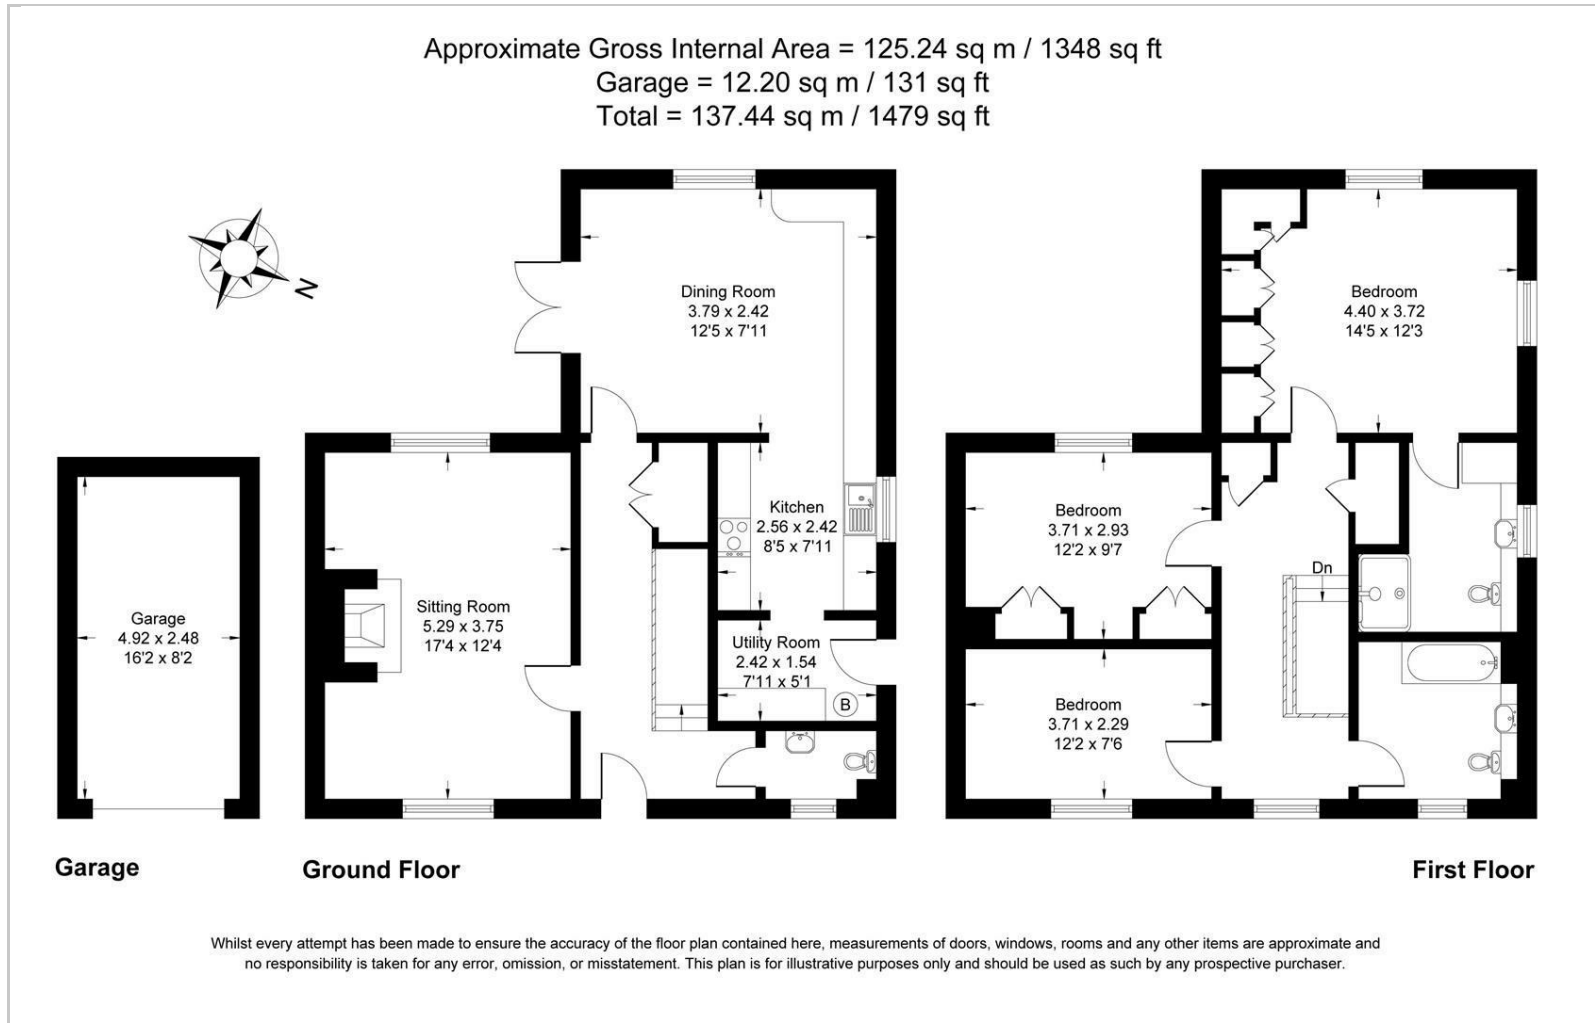 Approximate Gross Internal Area = 125.24 sq m / 1348 sq ft
Garage = 12.20 sq m / 131 sq ft
Total = 137.44 sq m / 1479 sq ft
N
Dining Room
3.79 x 2.42
12'5 x 7'11
Kitchen
2.56 x 2.42
8'5 x 7'11
Sitting Room
5.29 x 3.75
17'4 x 12'4
Utility Room
2.42 x 1.54
7'11 x 5'1
B
Garage
4.92 x 2.48
16'2 x 8'2
Bedroom
4.40 x 3.72
14'5 x 12'3
Bedroom
3.71 x 2.93
12'2 x 9'7
Dn
Bedroom
3.71 x 2.29
12'2 x 7'6
Garage
Ground Floor
First Floor
Whilst every attempt has been made to ensure the accuracy of the floor plan contained here, measurements of doors, windows, rooms and any other items are approximate and
no responsibility is taken for any error, omission, or misstatement. This plan is for illustrative purposes only and should be used as such by any prospective purchaser.